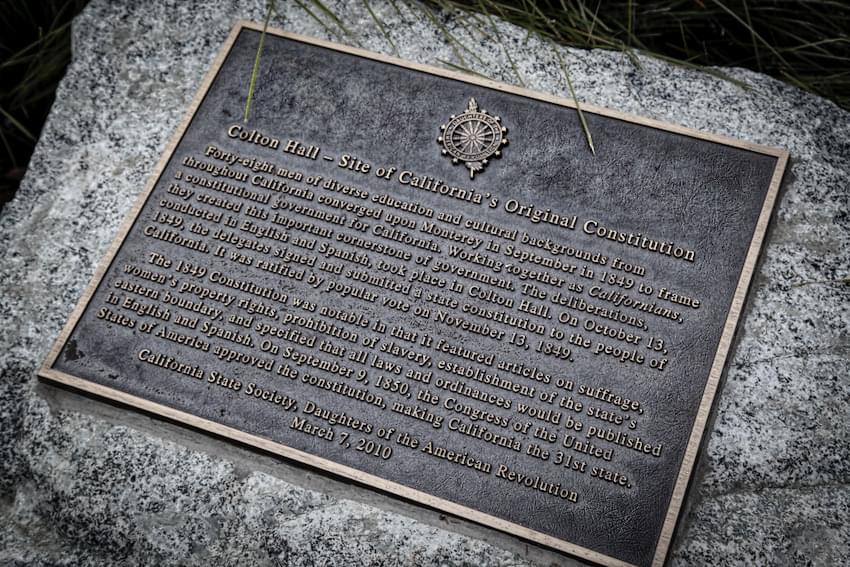 Colton Hall – Site of California's Original Constitution
Forty-eight men of diverse education and cultural backgrounds from
throughout California converged upon Monterey in September in 1849 to frame
a constitutional government for California. Working together as Californians,
they created this important cornerstone of government. The deliberations,
conducted in English and Spanish, took place in Colton Hall. On October 13,
1849, the delegates signed and submitted a state constitution to the people of
California. It was ratified by popular vote on November 13, 1849.
The 1849 Constitution was notable in that it featured articles on suffrage,
women's property rights, prohibition of slavery, establishment of the state's
eastern boundary, and specified that all laws and ordinances would be published
in English and Spanish. On September 9, 1850, the Congress of the United
States of America approved the constitution, making California the 31st state.
California State Society, Daughters of the American Revolution
March 7, 2010